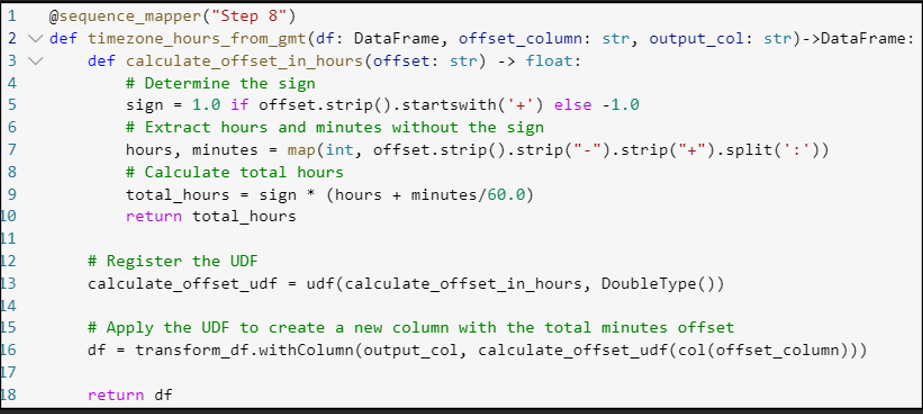 1 @sequence_mapper("Step 8")
2 def timezone_hours_from_gmt(df: DataFrame, offset_column: str, output_col: str)->DataFrame:
3 def calculate_offset_in_hours(offset: str) -> float:
4 # Determine the sign
5 sign = 1.0 if offset.strip().startswith('+') else -1.0
6 # Extract hours and minutes without the sign
7 hours, minutes = map(int, offset.strip().strip("-").strip("+").split(':'))
8 # Calculate total hours
9 total_hours = sign * (hours + minutes/60.0)
10 return total_hours
11
12 # Register the UDF
13 calculate_offset_udf = udf(calculate_offset_in_hours, DoubleType())
14
15 # Apply the UDF to create a new column with the total minutes offset
16 df = transform_df.withColumn(output_col, calculate_offset_udf(col(offset_column)))
17
18 return df